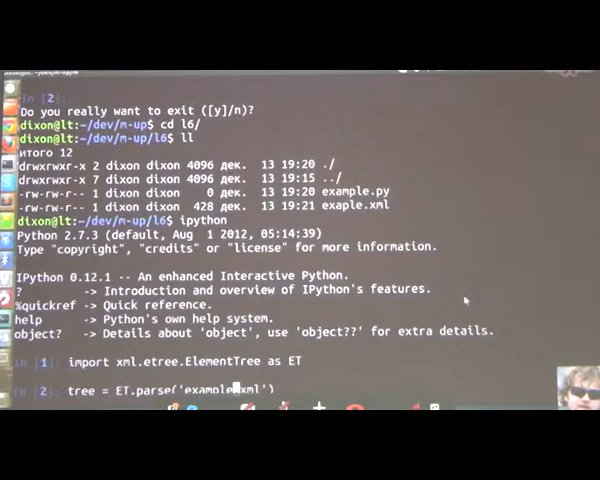 In [2]:
Do you really want to exit ([y]/n)?
dixon@lt:~/dev/m-up$ cd l6/
dixon@lt:~/dev/m-up/l6$ ll
итого 12
drwxrwxr-x 2 dixon dixon 4096 дек.  13 19:20 ./
drwxrwxr-x 7 dixon dixon 4096 дек.  13 19:15 ../
-rw-rw-r-- 1 dixon dixon    0 дек.  13 19:20 example.py
-rw-rw-r-- 1 dixon dixon  428 дек.  13 19:21 exaple.xml
dixon@lt:~/dev/m-up/l6$ ipython
Python 2.7.3 (default, Aug  1 2012, 05:14:39)
Type "copyright", "credits" or "license" for more information.
IPython 0.12.1 -- An enhanced Interactive Python.
?         -> Introduction and overview of IPython's features.
%quickref -> Quick reference.
help      -> Python's own help system.
object?   -> Details about 'object', use 'object??' for extra details.
In [1]: import xml.etree.ElementTree as ET
In [2]: tree = ET.parse('example.xml')